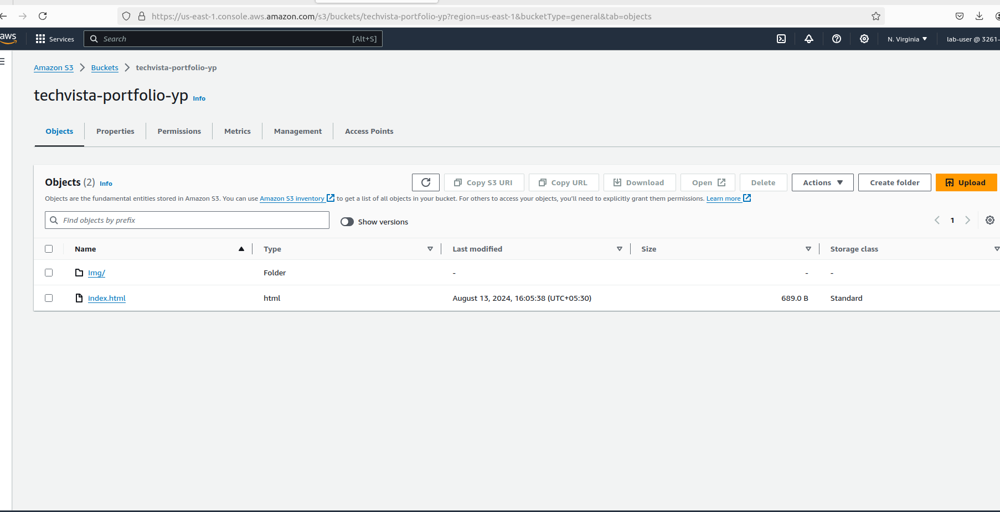 https://us-east-1.console.aws.amazon.com/s3/buckets/techvista-portfolio-yp?region=us-east-1&bucketType=general&tab=objects
aws Services Search [Alt+S] N. Virginia lab-user @ 3261-
Amazon S3 Buckets techvista-portfolio-yp
techvista-portfolio-yp Info
Objects Properties Permissions Metrics Management Access Points
Objects (2) Info Copy S3 URI Copy URL Download Open Delete Actions Create folder Upload
Objects are the fundamental entities stored in Amazon S3. You can use Amazon S3 inventory to get a list of all objects in your bucket. For others to access your objects, you’ll need to explicitly grant them permissions. Learn more
Find objects by prefix Show versions 1
Name Type Last modified Size Storage class
Img/ Folder - - -
index.html html August 13, 2024, 16:05:38 (UTC+05:30) 689.0 B Standard